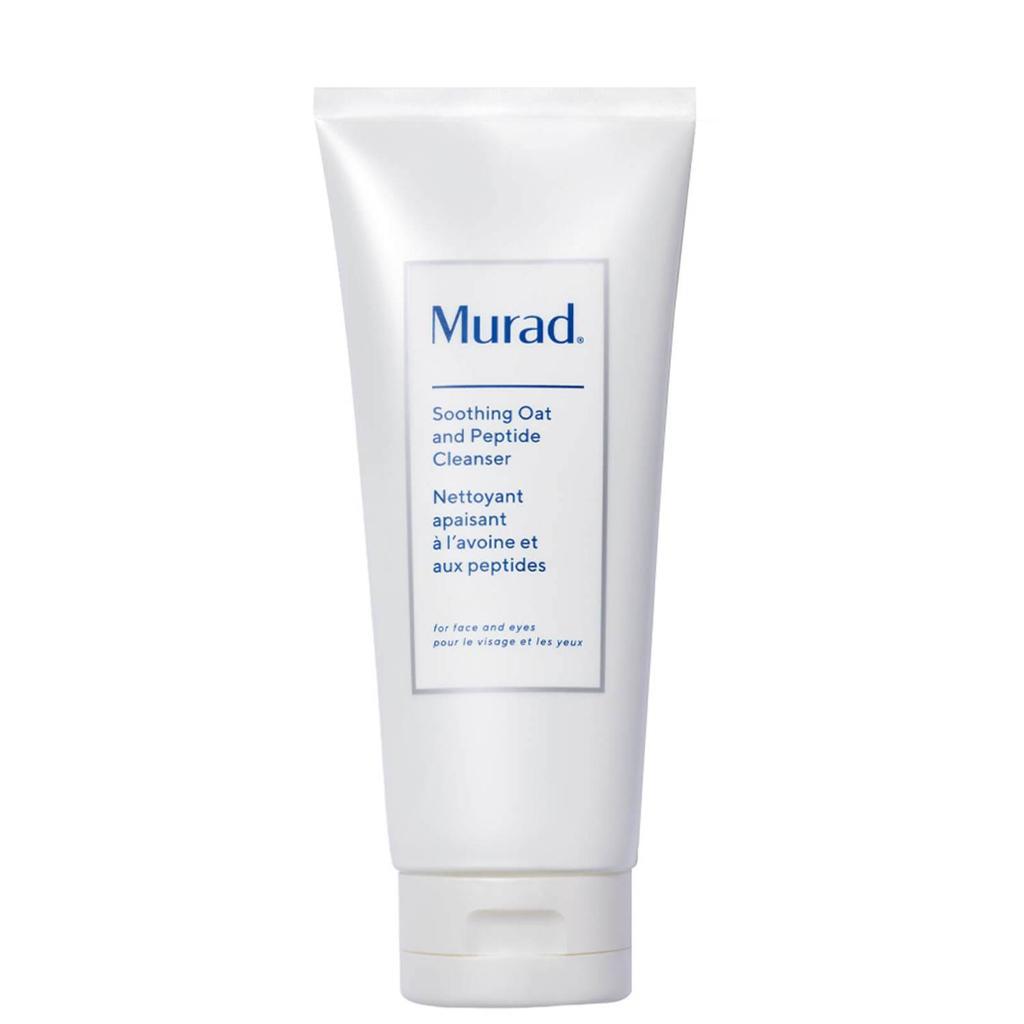 Murad®
Soothing Oat
and Peptide
Cleanser
Nettoyant
apaisant
à l'avoine et
aux peptides
for face and eyes
pour le visage et les yeux